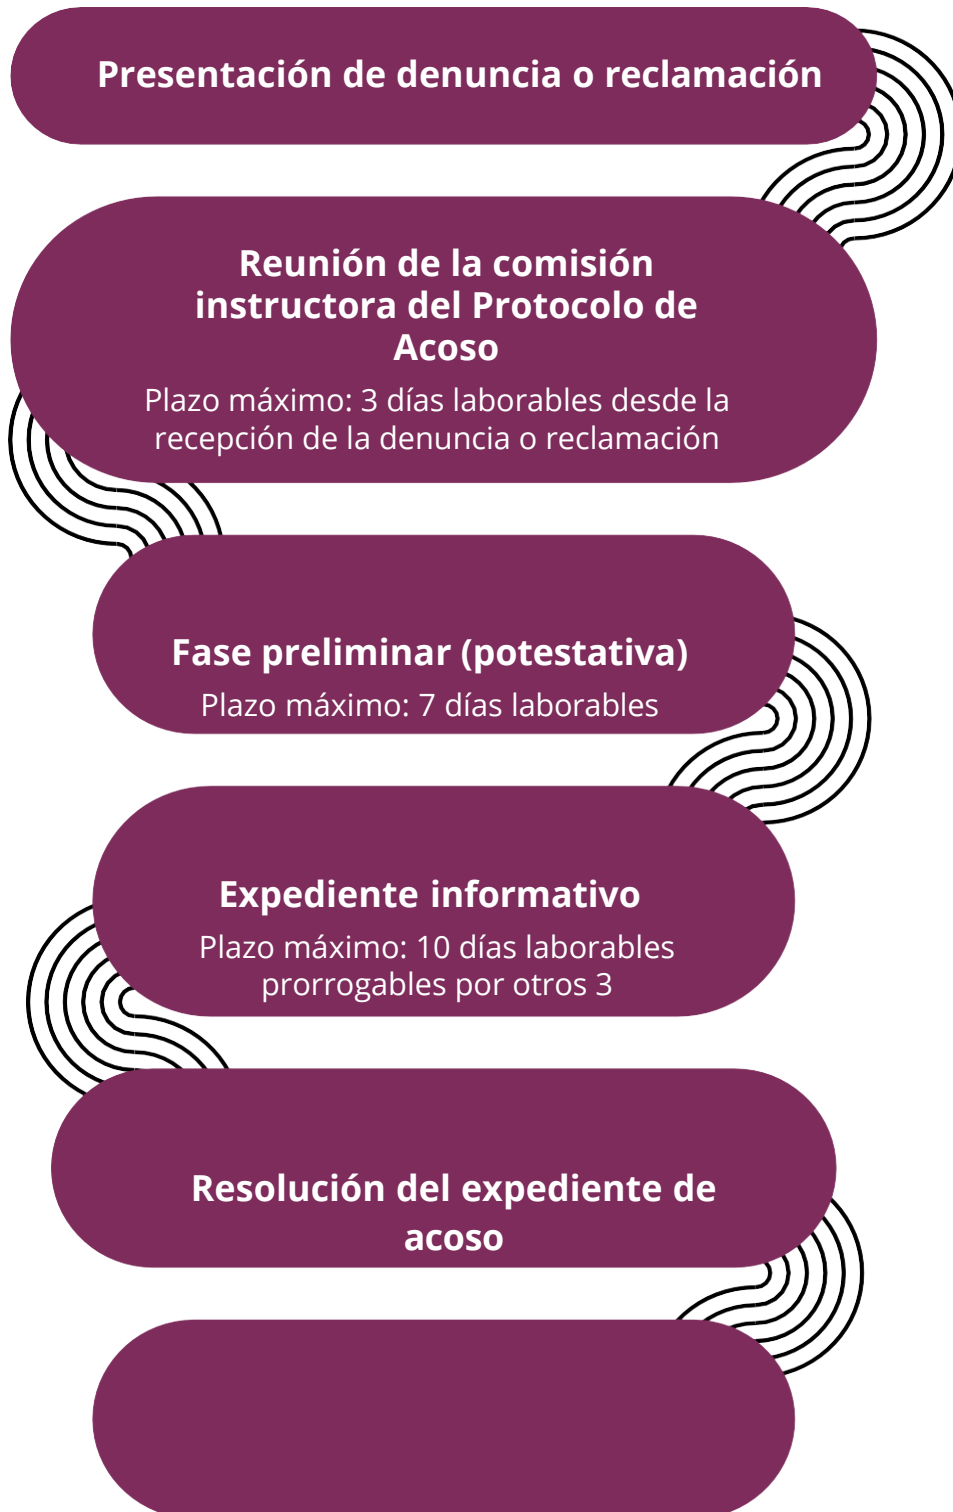 Presentación de denuncia o reclamación
Reunión de la comisión
instructora del Protocolo de
Acoso
Plazo máximo: 3 días laborables desde la
recepción de la denuncia o reclamación
Fase preliminar (potestativa)
Plazo máximo: 7 días laborables
Expediente informativo
Plazo máximo: 10 días laborables
prorrogables por otros 3
Resolución del expediente de
acoso